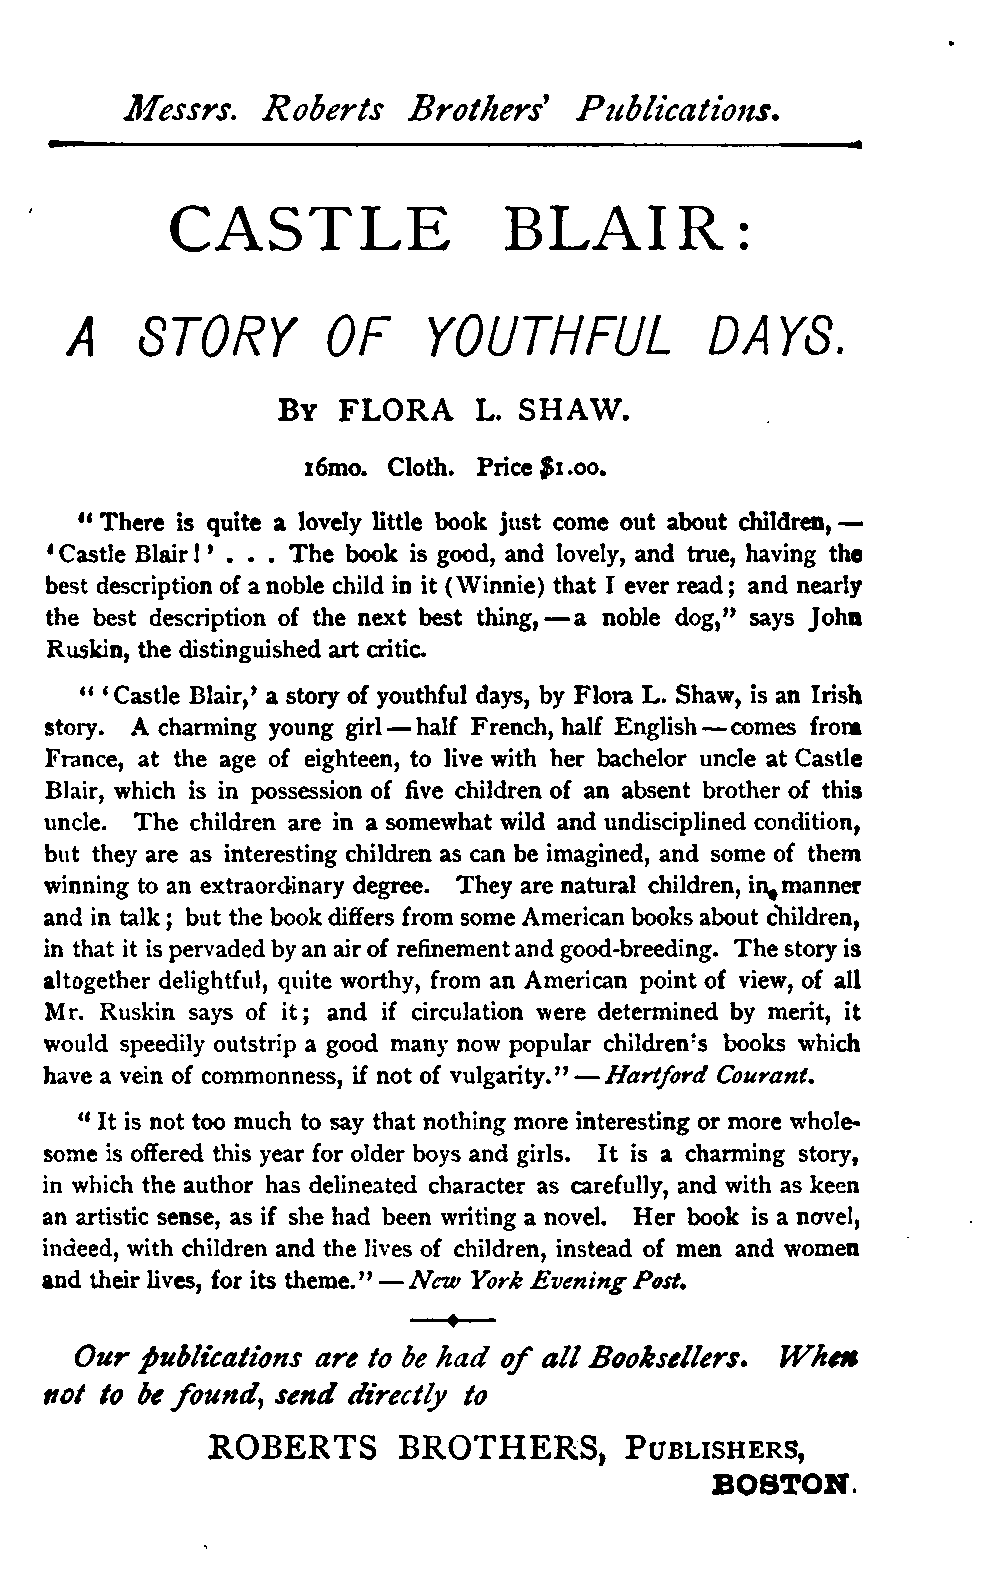 Messrs. Roberts Brothers' Publications.
CASTLE BLAIR:
A STORY OF YOUTHFUL DAYS.
BY FLORA L. SHAW.
16mo. Cloth. Price $1.00.
"There is quite a lovely little book just come out about children, —
'Castle Blair!' . . . The book is good, and lovely, and true, having the
best description of a noble child in it (Winnie) that I ever read; and nearly
the best description of the next best thing, — a noble dog," says John
Ruskin, the distinguished art critic.
"'Castle Blair,' a story of youthful days, by Flora L. Shaw, is an Irish
story. A charming young girl — half French, half English — comes from
France, at the age of eighteen, to live with her bachelor uncle at Castle
Blair, which is in possession of five children of an absent brother of this
uncle. The children are in a somewhat wild and undisciplined condition,
but they are as interesting children as can be imagined, and some of them
winning to an extraordinary degree. They are natural children, in manner
and in talk; but the book differs from some American books about children,
in that it is pervaded by an air of refinement and good-breeding. The story is
altogether delightful, quite worthy, from an American point of view, of all
Mr. Ruskin says of it; and if circulation were determined by merit, it
would speedily outstrip a good many now popular children's books which
have a vein of commonness, if not of vulgarity." — Hartford Courant.
"It is not too much to say that nothing more interesting or more whole-
some is offered this year for older boys and girls. It is a charming story,
in which the author has delineated character as carefully, and with as keen
an artistic sense, as if she had been writing a novel. Her book is a novel,
indeed, with children and the lives of children, instead of men and women
and their lives, for its theme." — New York Evening Post.
Our publications are to be had of all Booksellers. When
not to be found, send directly to
ROBERTS BROTHERS, PUBLISHERS,
BOSTON.